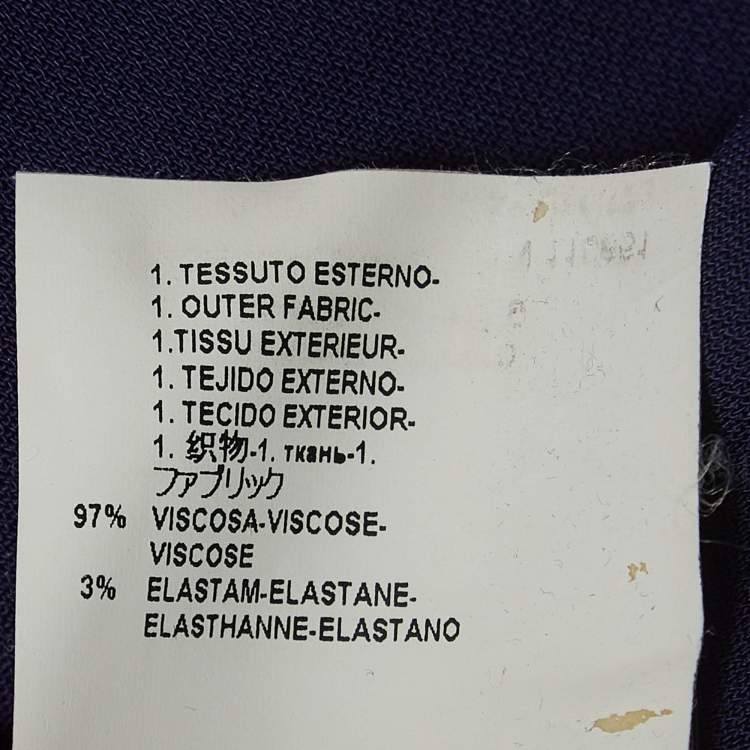 1. TESSUTO ESTERNO-
1. OUTER FABRIC-
1.TISSU EXTERIEUR-
1. TEJIDO EXTERNO-
1. TECIDO EXTERIOR-
1. 织物-1. ткань-1.
ファブリック
97% VISCOSA-VISCOSE-
VISCOSE
3% ELASTAM-ELASTANE-
ELASTHANNE-ELASTANO